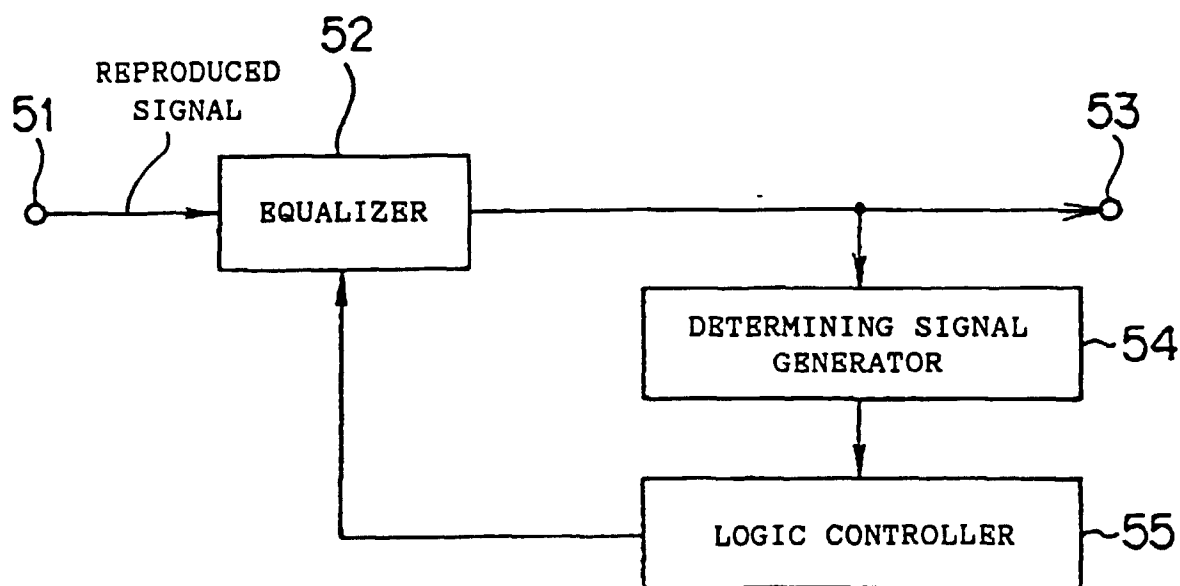 52
REPRODUCED
SIGNAL
51
53
EQUALIZER
DETERMINING SIGNAL
GENERATOR
54
LOGIC CONTROLLER
55